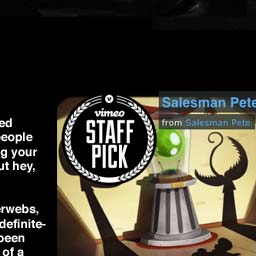 ed
people
g your
ut hey,
erwebs,
definite-
been
of a
vimeo
STAFF
PICK
Salesman Pete
from Salesman Pete